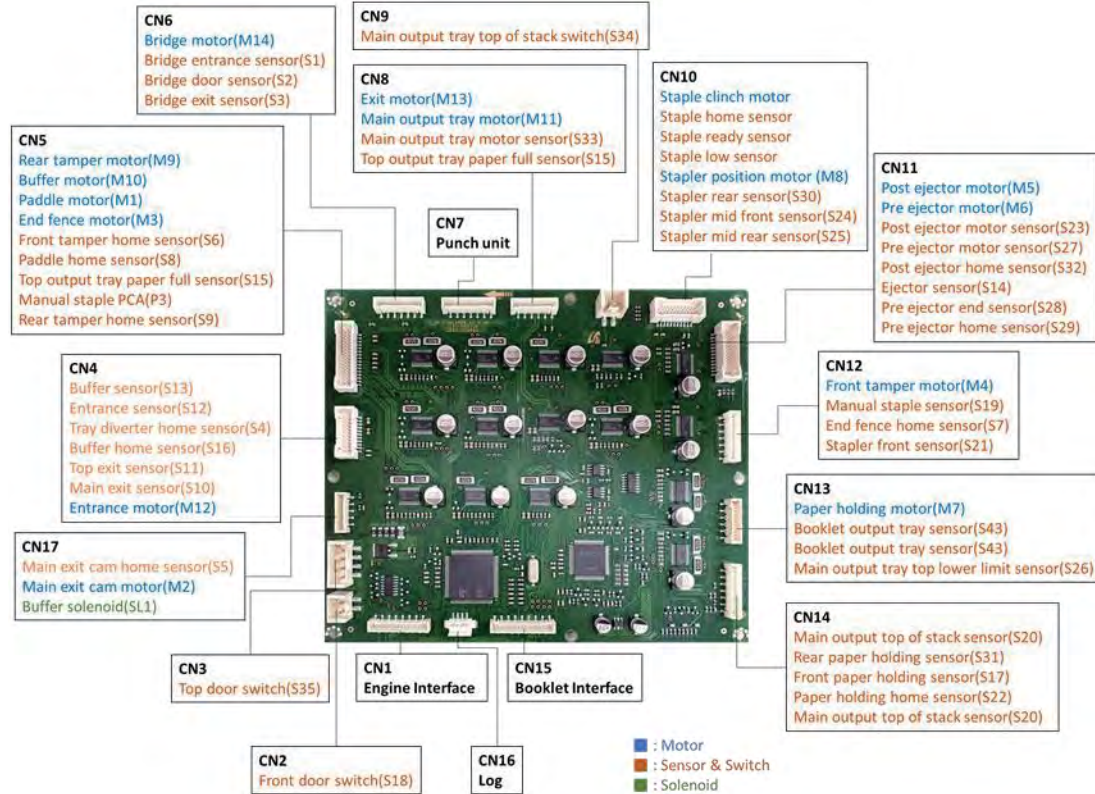 CN6
Bridge motor(M14)
Bridge entrance sensor(S1)
Bridge door sensor(S2)
Bridge exit sensor(S3)
CN9
Main output tray top of stack switch(S34)
CN8
Exit motor(M13)
Main output tray motor(M11)
Main output tray motor sensor(S33)
Top output tray paper full sensor(S15)
CN10
Staple clinch motor
Staple home sensor
Staple ready sensor
Staple low sensor
Stapler position motor (M8)
Stapler rear sensor(S30)
Stapler mid front sensor(S24)
Stapler mid rear sensor(S25)
CN5
Rear tamper motor(M9)
Buffer motor(M10)
Paddle motor(M1)
End fence motor(M3)
Front tamper home sensor(S6)
Paddle home sensor(S8)
Top output tray paper full sensor(S15)
Manual staple PCA(P3)
Rear tamper home sensor(S9)
CN7
Punch unit
CN11
Post ejector motor(M5)
Pre ejector motor(M6)
Post ejector motor sensor(S23)
Pre ejector motor sensor(S27)
Post ejector home sensor(S32)
Ejector sensor(S14)
Pre ejector end sensor(S28)
Pre ejector home sensor(S29)
CN4
Buffer sensor(S13)
Entrance sensor(S12)
Tray diverter home sensor(S4)
Buffer home sensor(S16)
Top exit sensor(S11)
Main exit sensor(S10)
Entrance motor(M12)
CN12
Front tamper motor(M4)
Manual staple sensor(S19)
End fence home sensor(S7)
Stapler front sensor(S21)
CN17
Main exit cam home sensor(S5)
Main exit cam motor(M2)
Buffer solenoid(SL1)
CN13
Paper holding motor(M7)
Booklet output tray sensor(S43)
Booklet output tray sensor(S43)
Main output tray top lower limit sensor(S26)
CN3
Top door switch(S35)
CN1
Engine Interface
CN15
Booklet Interface
CN14
Main output top of stack sensor(S20)
Rear paper holding sensor(S31)
Front paper holding sensor(S17)
Paper holding home sensor(S22)
Main output top of stack sensor(S20)
CN2
Front door switch(S18)
CN16
Log
: Motor
: Sensor & Switch
: Solenoid